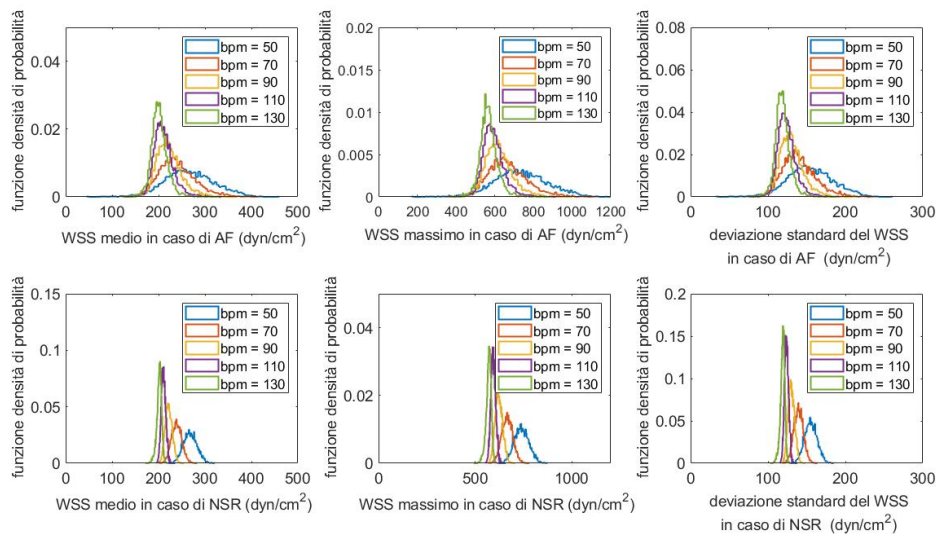 funzione densità di probabilità
0.04
0.02
0
0 100 200 300 400 500
bpm = 50
bpm = 70
bpm = 90
bpm = 110
bpm = 130
WSS medio in caso di AF (dyn/cm²)
funzione densità di probabilità
0.02
0.015
0.01
0.005
0
0 200 400 600 800 1000 1200
bpm = 50
bpm = 70
bpm = 90
bpm = 110
bpm = 130
WSS massimo in caso di AF (dyn/cm²)
funzione densità di probabilità
0.08
0.06
0.04
0.02
0
0 100 200 300
bpm = 50
bpm = 70
bpm = 90
bpm = 110
bpm = 130
deviazione standard del WSS
in caso di AF (dyn/cm²)
funzione densità di probabilità
0.15
0.1
0.05
0
0 100 200 300 400 500
bpm = 50
bpm = 70
bpm = 90
bpm = 110
bpm = 130
WSS medio in caso di NSR (dyn/cm²)
funzione densità di probabilità
0.04
0.02
0
0 500 1000
bpm = 50
bpm = 70
bpm = 90
bpm = 110
bpm = 130
WSS massimo in caso di NSR (dyn/cm²)
funzione densità di probabilità
0.2
0.15
0.1
0.05
0
0 100 200 300
bpm = 50
bpm = 70
bpm = 90
bpm = 110
bpm = 130
deviazione standard del WSS
in caso di NSR (dyn/cm²)